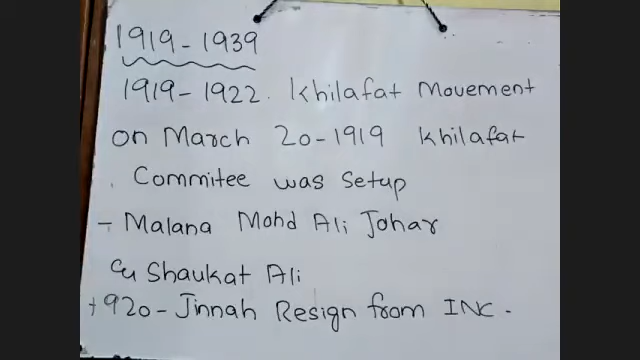 1919-1939
1919-1922. Khilafat Movement
on March 20-1919 Khilafat
Commitee was setup
- Malana Mohd Ali Johar
& Shaukat Ali
1920- Jinnah Resign from INC.